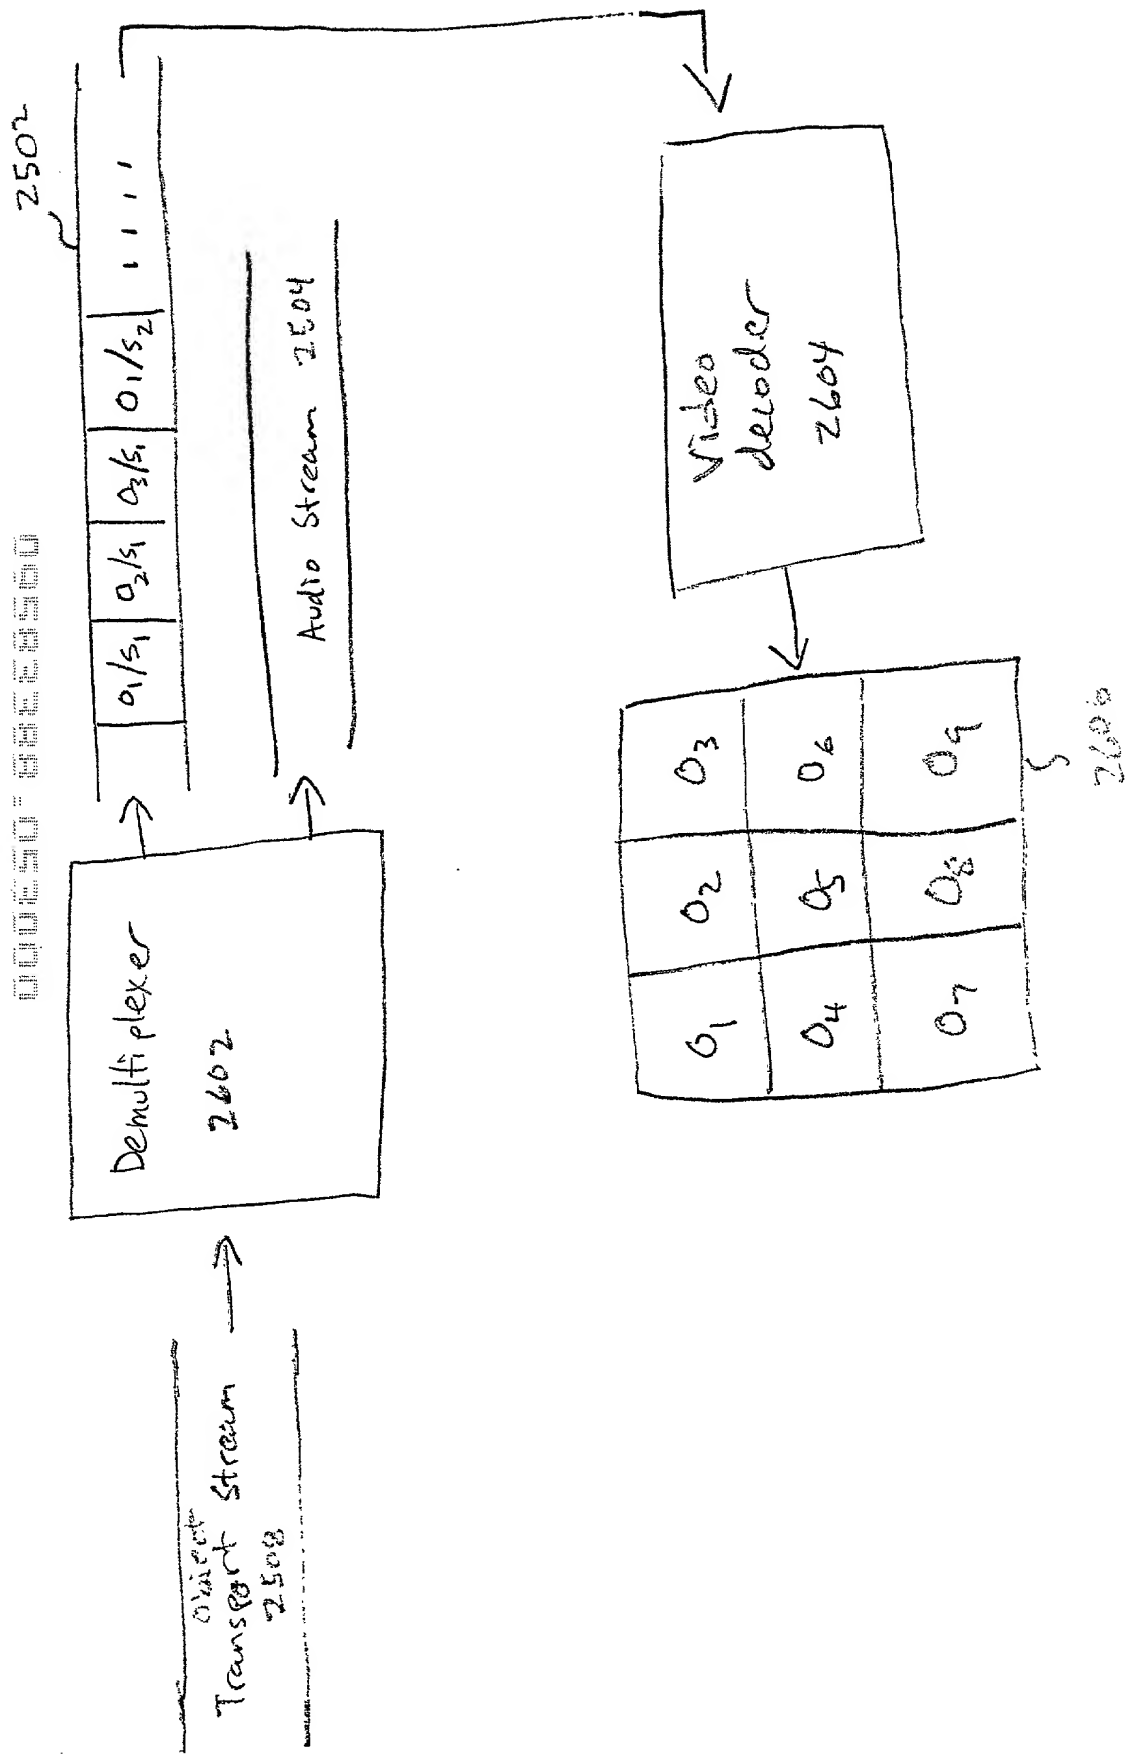 2502
O1/S1 | O2/S1 | O3/S1 | O1/S2 | ....
Audio Stream 2504
Demultiplexer
2602
Object
Transport Stream
2508
Video
decoder
2604
O1 O2 O3
O4 O5 O6
O7 O8 O9
2606